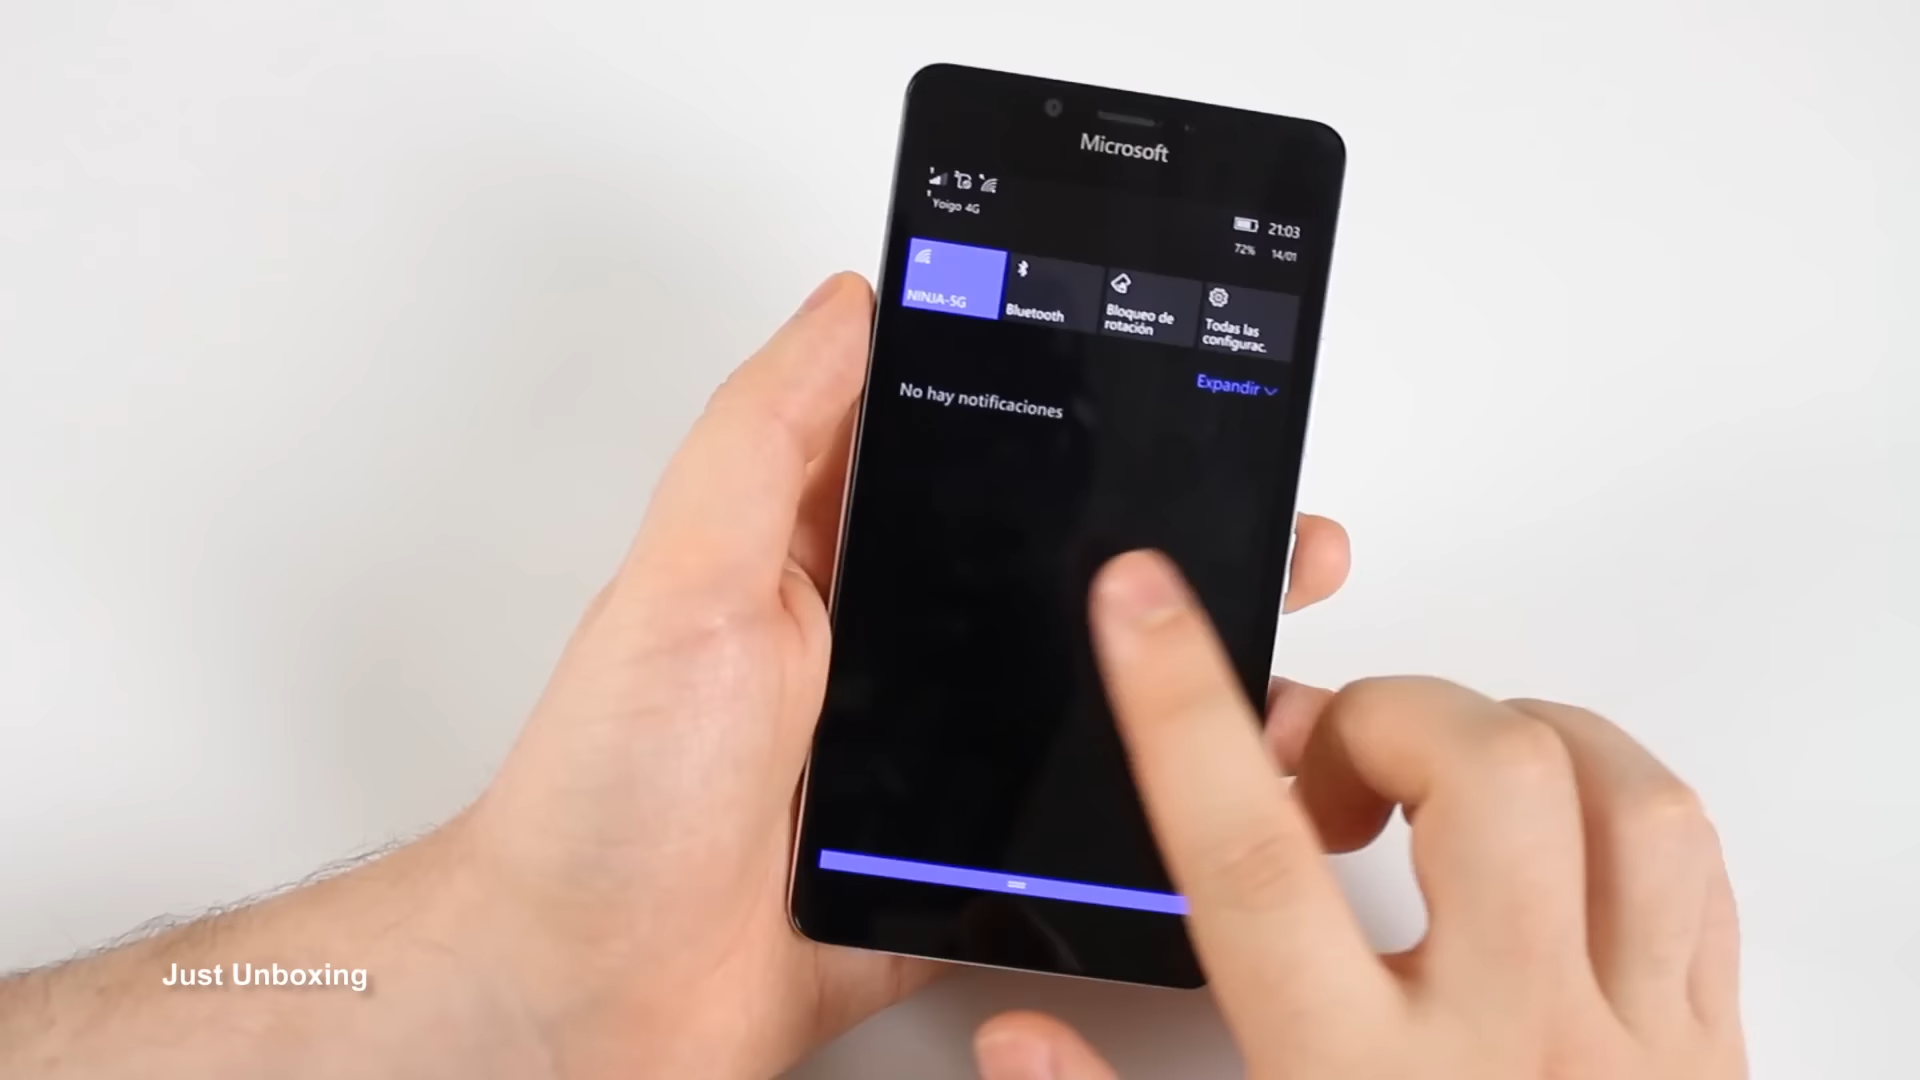 Microsoft
Yoigo 4G
21:03
72% 14/01
NINJA-5G
Bluetooth
Bloqueo de
rotación
Todas las
configurac.
Expandir
No hay notificaciones
Just Unboxing